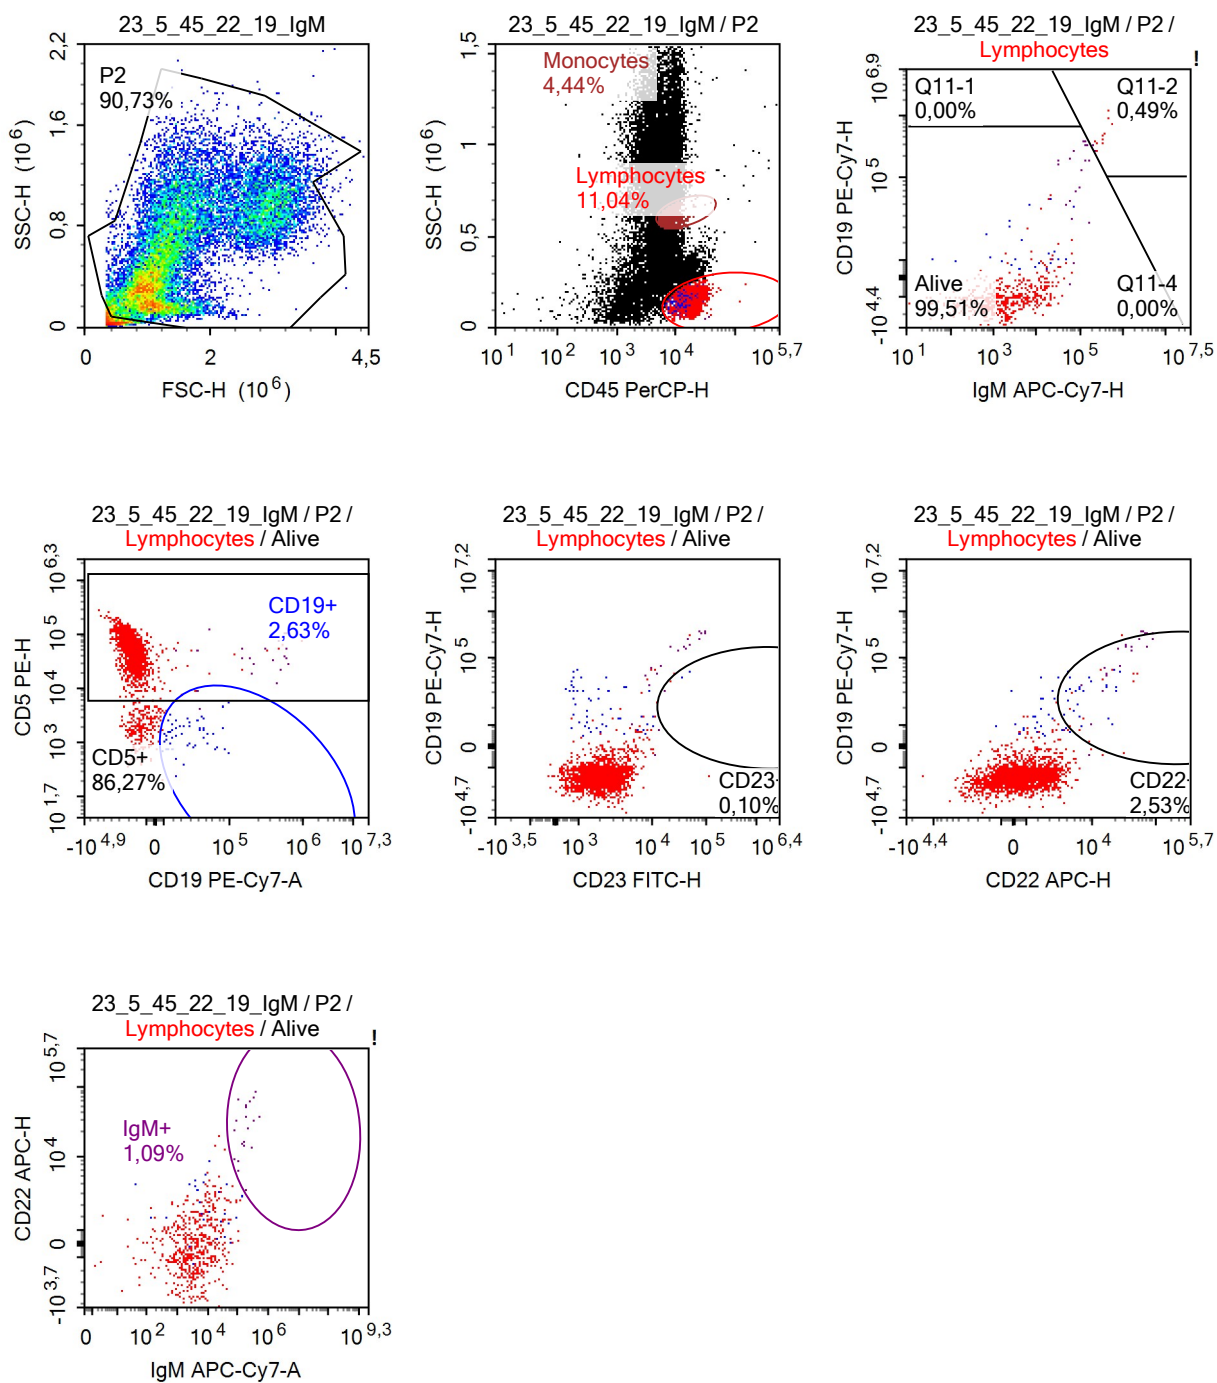 23_5_45_22_19_IgM
P2
90,73%
2,2
1,6
0,8
0
SSC-H (10 6)
0
2
4,5
FSC-H (10 6)
23_5_45_22_19_IgM / P2
Monocytes
4,44%
Lymphocytes
11,04%
1,5
1
0,5
0
SSC-H (10 6)
10 1
10 2
10 3
10 4
10 5,7
CD45 PerCP-H
23_5_45_22_19_IgM / P2 /
Lymphocytes
!
Q11-1
0,00%
Q11-2
0,49%
Alive
99,51%
Q11-4
0,00%
10 6,9
10 5
-10 4,4
CD19 PE-Cy7-H
10 1
10 3
10 5
10 7,5
IgM APC-Cy7-H
23_5_45_22_19_IgM / P2 /
Lymphocytes / Alive
CD19+
2,63%
CD5+
86,27%
10 6,3
10 5
10 4
10 3
10 1,7
CD5 PE-H
-10 4,9
0
10 5
10 6
10 7,3
CD19 PE-Cy7-A
23_5_45_22_19_IgM / P2 /
Lymphocytes / Alive
CD23-
0,10%
10 7,2
10 5
0
-10 4,7
CD19 PE-Cy7-H
-10 3,5
10 3
10 4
10 5
10 6,4
CD23 FITC-H
23_5_45_22_19_IgM / P2 /
Lymphocytes / Alive
CD22-
2,53%
10 7,2
10 5
0
-10 4,7
CD19 PE-Cy7-H
-10 4,4
0
10 4
10 5,7
CD22 APC-H
23_5_45_22_19_IgM / P2 /
Lymphocytes / Alive
!
IgM+
1,09%
10 5,7
10 4
0
-10 3,7
CD22 APC-H
0
10 2
10 4
10 6
10 9,3
IgM APC-Cy7-A